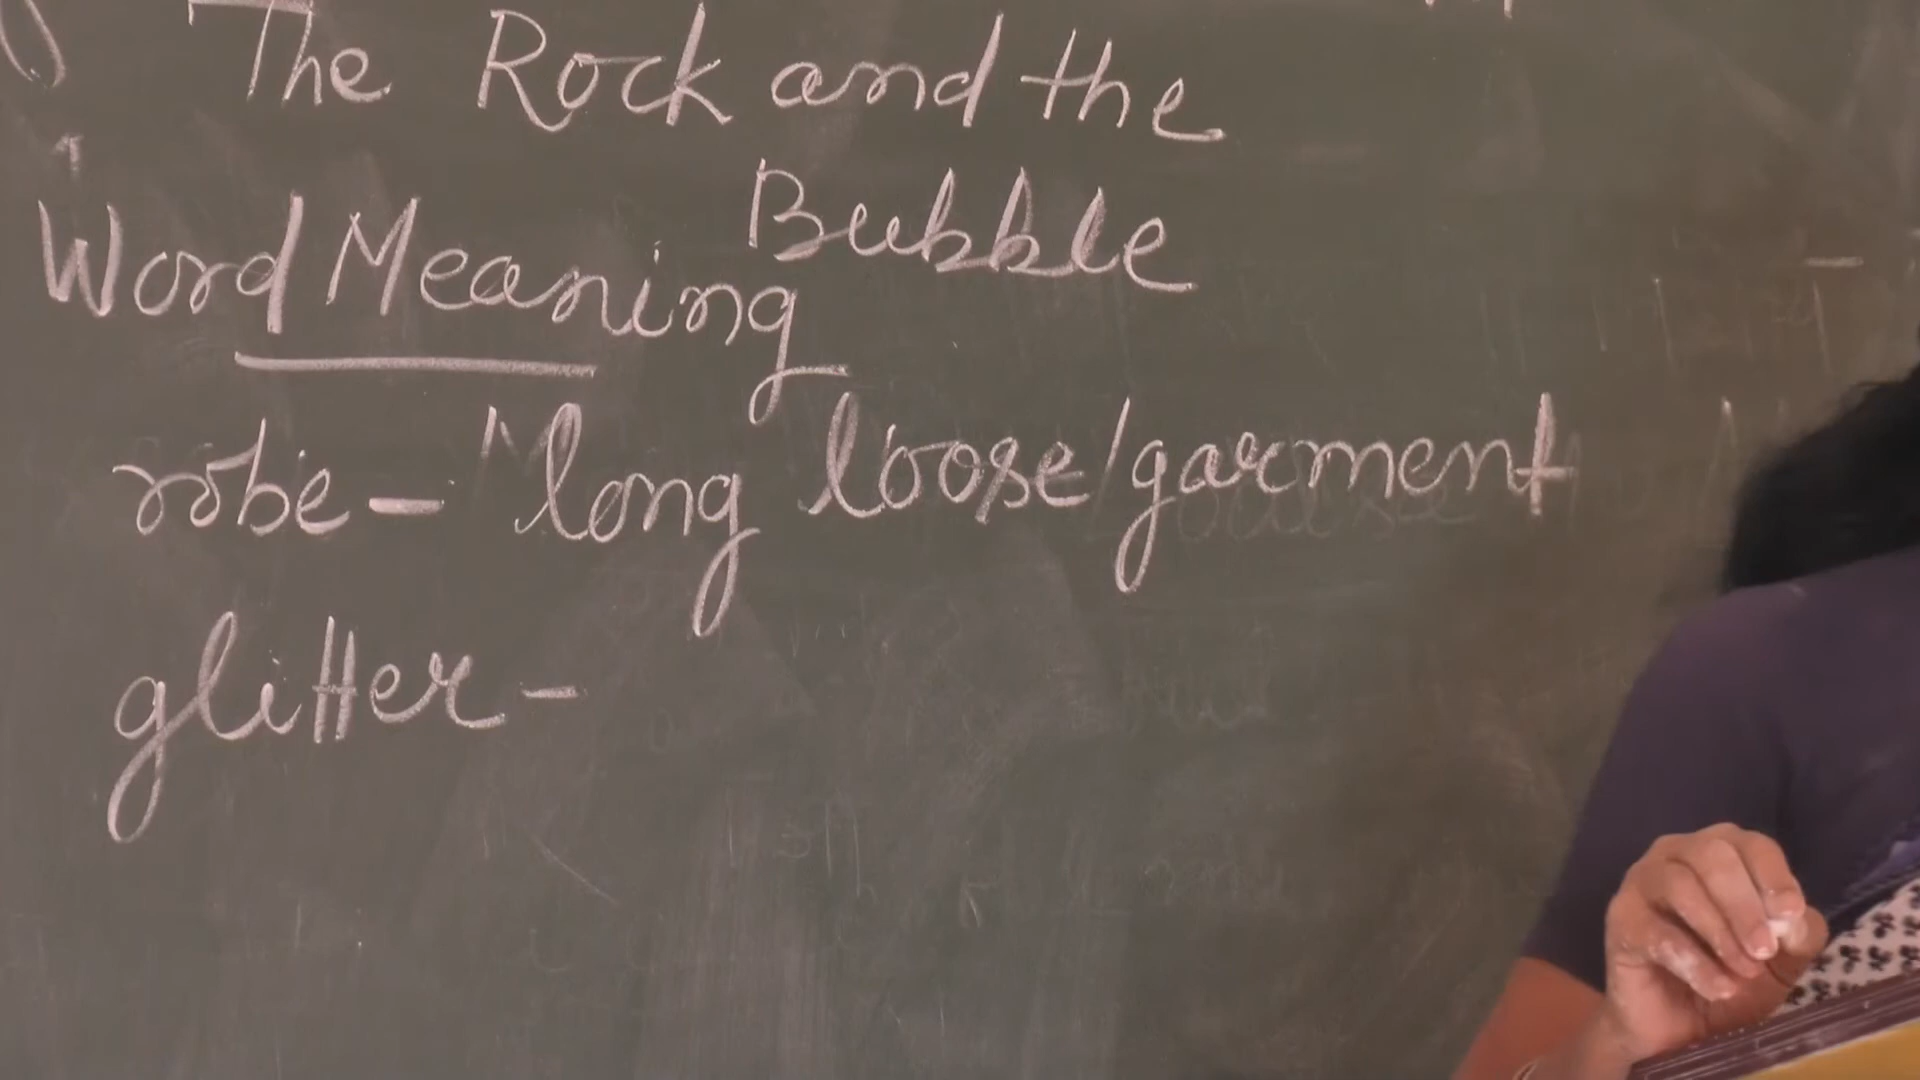 The Rock and the
Bubble
Word Meaning
robe - long loose/garment
glitter -